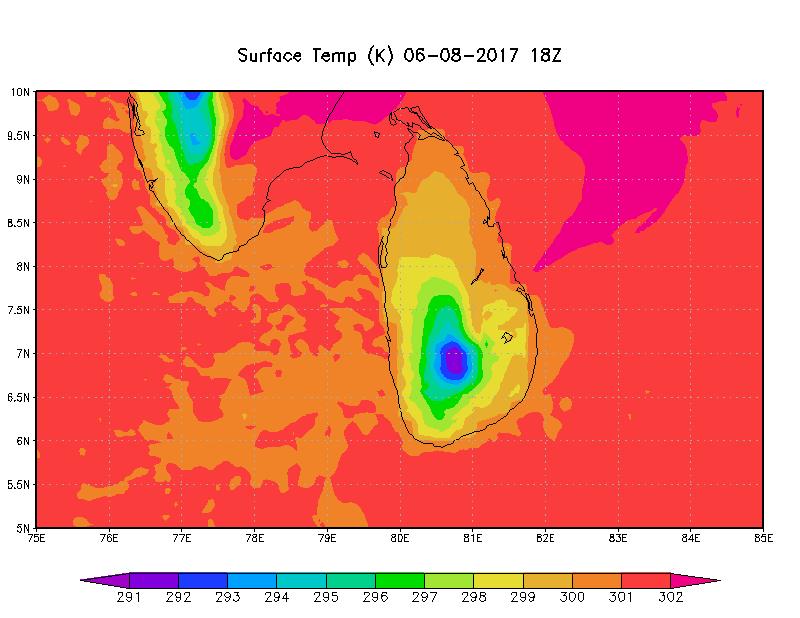 Surface Temp (K) 06-08-2017 18Z
10N
9.5N
9N
8.5N
8N
7.5N
7N
6.5N
6N
5.5N
5N
75E 76E 77E 78E 79E 80E 81E 82E 83E 84E 85E
291 292 293 294 295 296 297 298 299 300 301 302